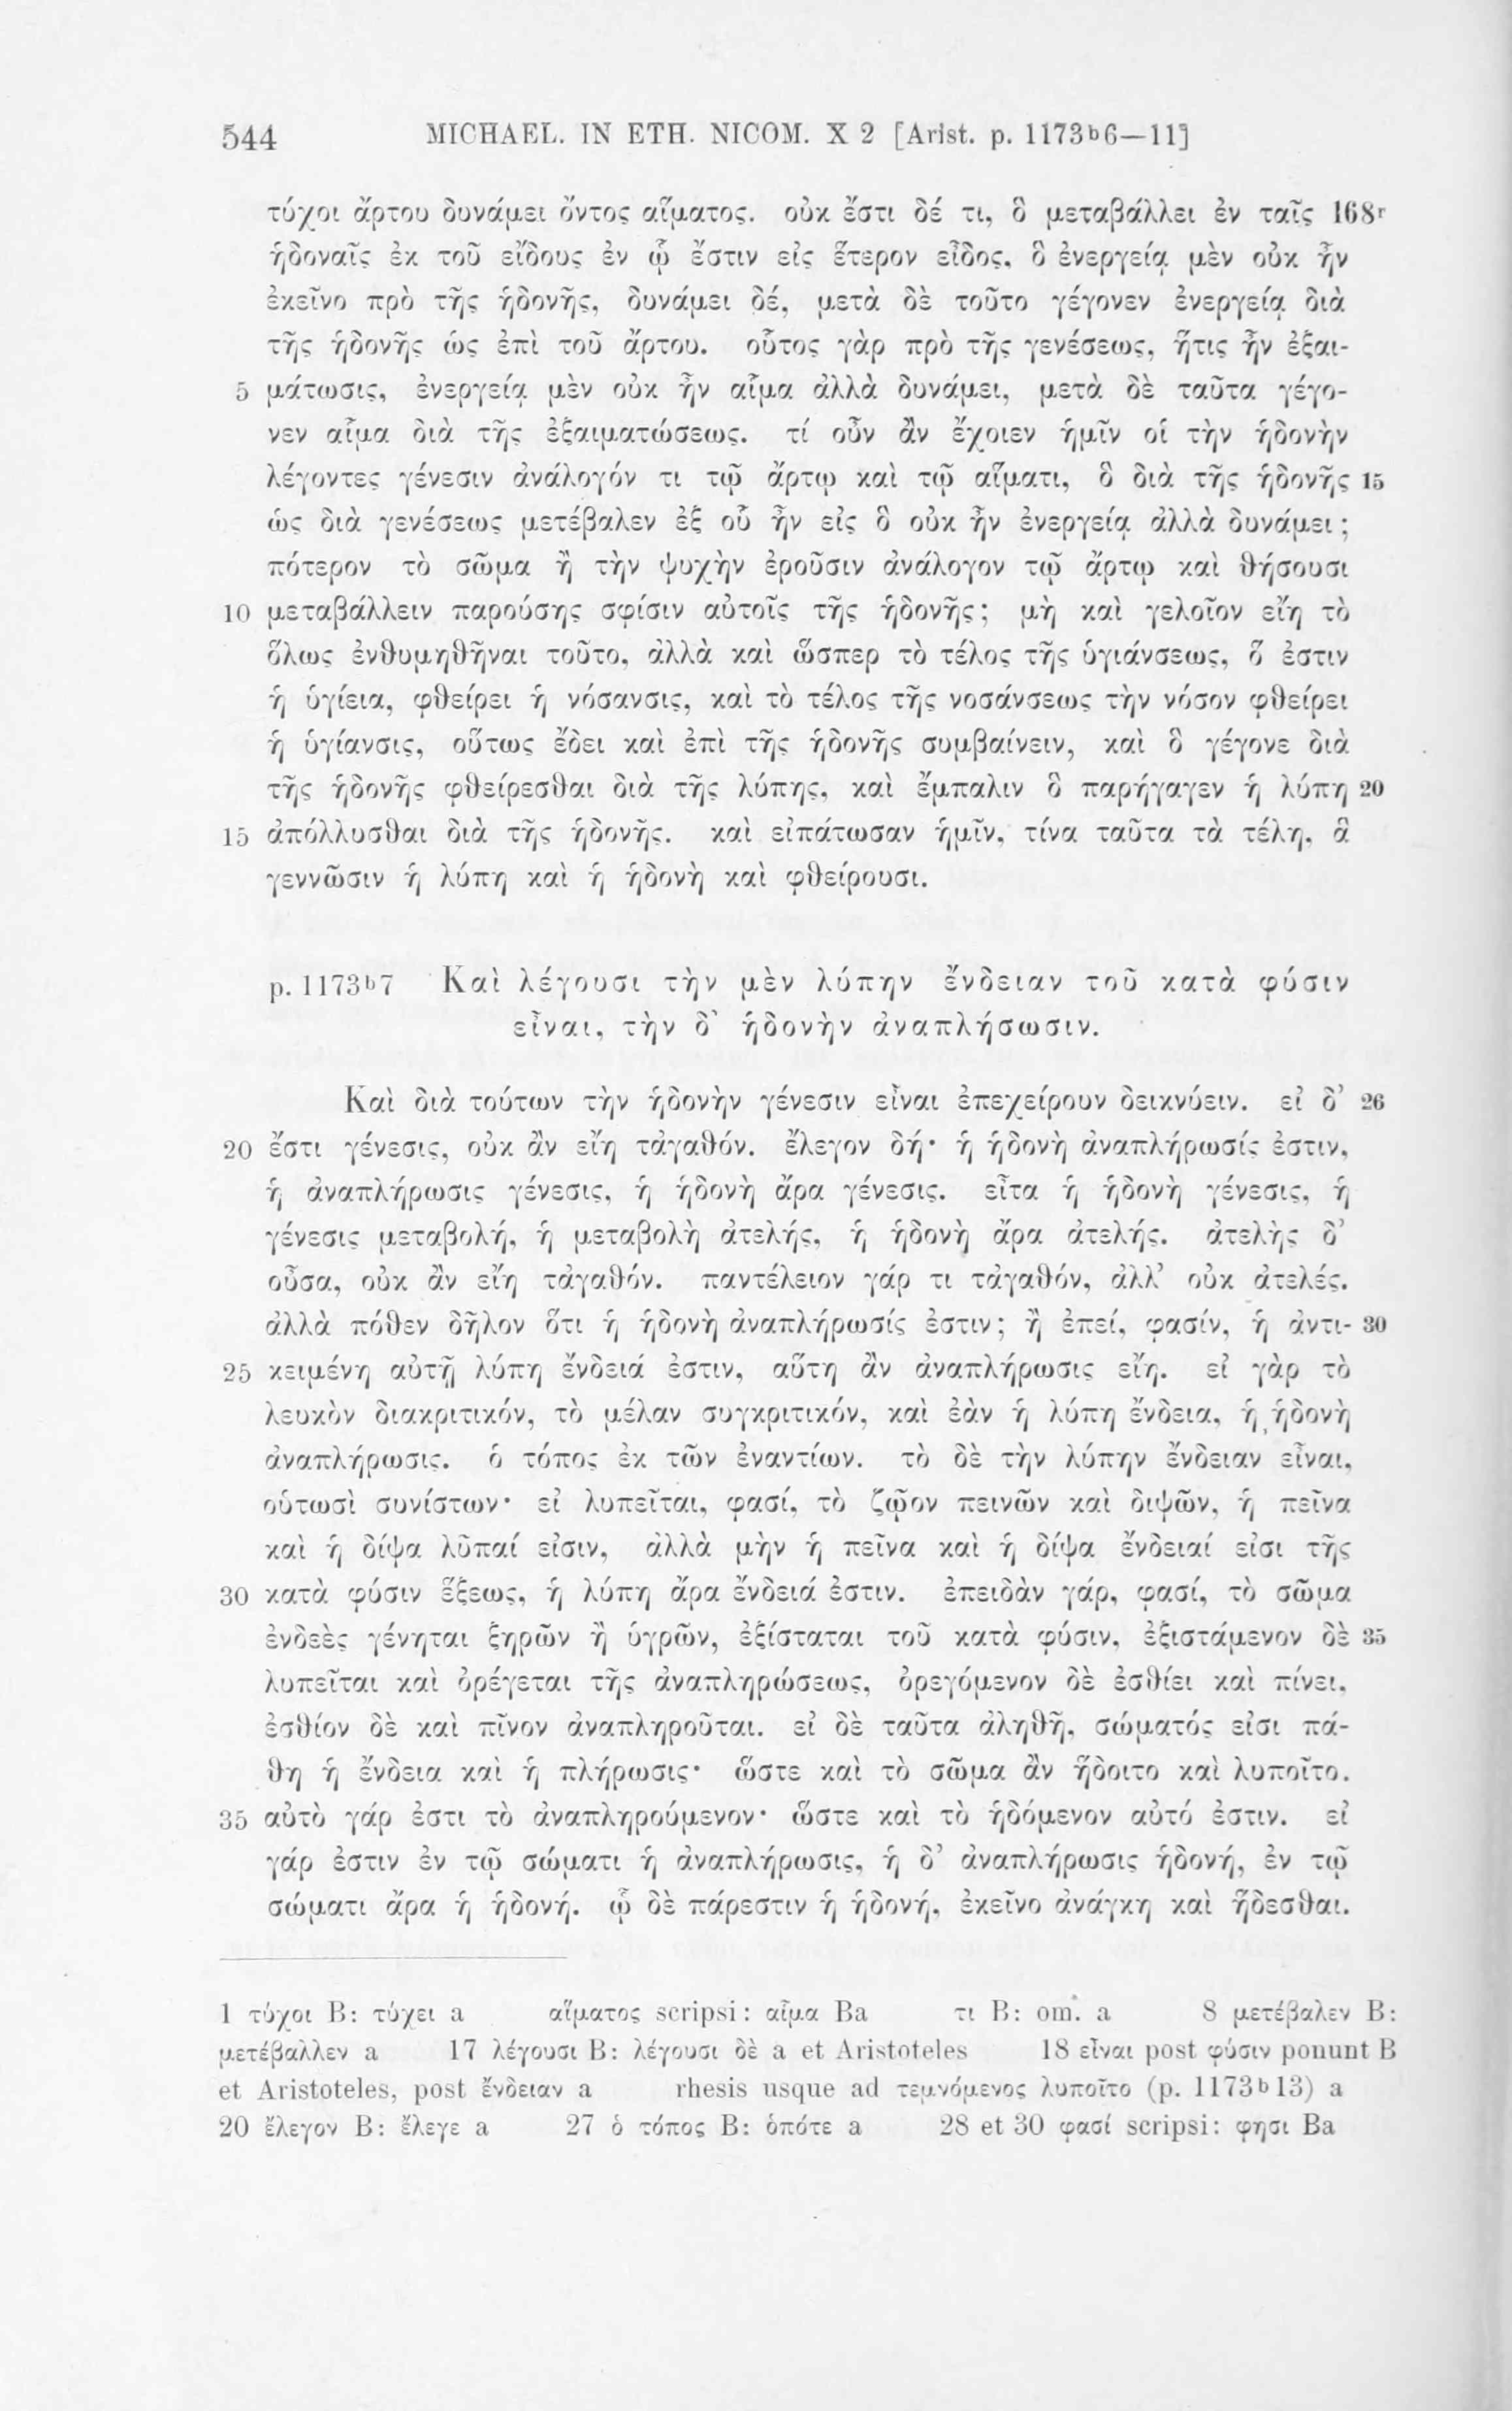 544 MICHAEL. IN ETH. NICOM. X 2 [Arist. p. 1173b6—11]
τύχοι ἄρτου δυνάμει ὄντος αἵματος. οὐκ ἔστι δέ τι, ὃ μεταβάλλει ἐν ταῖς 168r
ἡδοναῖς ἐκ τοῦ εἴδους ἐν ᾧ ἔστιν εἰς ἕτερον εἶδος, ὃ ἐνεργείᾳ μὲν οὐκ ἦν
ἐκεῖνο πρὸ τῆς ἡδονῆς, δυνάμει δέ, μετὰ δὲ τοῦτο γέγονεν ἐνεργείᾳ διὰ
τῆς ἡδονῆς ὡς ἐπὶ τοῦ ἄρτου. οὗτος γὰρ πρὸ τῆς γενέσεως, ἥτις ἦν ἐξαι-
5 μάτωσις, ἐνεργείᾳ μὲν οὐκ ἦν αἷμα ἀλλὰ δυνάμει, μετὰ δὲ ταῦτα γέγο-
νεν αἷμα διὰ τῆς ἐξαιματώσεως. τί οὖν ἂν ἔχοιεν ἡμῖν οἱ τὴν ἡδονὴν
λέγοντες γένεσιν ἀνάλογόν τι τῷ ἄρτῳ καὶ τῷ αἵματι, ὃ διὰ τῆς ἡδονῆς 15
ὡς διὰ γενέσεως μετέβαλεν ἐξ οὗ ἦν εἰς ὃ οὐκ ἦν ἐνεργείᾳ ἀλλὰ δυνάμει;
πότερον τὸ σῶμα ἢ τὴν ψυχὴν ἐροῦσιν ἀνάλογον τῷ ἄρτῳ καὶ θήσουσι
10 μεταβάλλειν παρούσης σφίσιν αὐτοῖς τῆς ἡδονῆς; μὴ καὶ γελοῖον εἴη τὸ
ὅλως ἐνθυμηθῆναι τοῦτο, ἀλλὰ καὶ ὥσπερ τὸ τέλος τῆς ὑγιάνσεως, ὅ ἐστιν
ἡ ὑγίεια, φθείρει ἡ νόσανσις, καὶ τὸ τέλος τῆς νοσάνσεως τὴν νόσον φθείρει
ἡ ὑγίανσις, οὕτως ἔδει καὶ ἐπὶ τῆς ἡδονῆς συμβαίνειν, καὶ ὃ γέγονε διὰ
τῆς ἡδονῆς φθείρεσθαι διὰ τῆς λύπης, καὶ ἔμπαλιν ὃ παρήγαγεν ἡ λύπη 20
15 ἀπόλλυσθαι διὰ τῆς ἡδονῆς. καὶ εἰπάτωσαν ἡμῖν, τίνα ταῦτα τὰ τέλη, ἃ
γεννῶσιν ἡ λύπη καὶ ἡ ἡδονὴ καὶ φθείρουσι.
p. 1173b7 Καὶ λέγουσι τὴν μὲν λύπην ἔνδειαν τοῦ κατὰ φύσιν
εἶναι, τὴν δ' ἡδονὴν ἀναπλήσωσιν.
Καὶ διὰ τούτων τὴν ἡδονὴν γένεσιν εἶναι ἐπεχείρουν δεικνύειν. εἰ δ' 26
20 ἔστι γένεσις, οὐκ ἂν εἴη τἀγαθόν. ἔλεγον δή· ἡ ἡδονὴ ἀναπλήρωσίς ἐστιν,
ἡ ἀναπλήρωσις γένεσις, ἡ ἡδονὴ ἄρα γένεσις. εἶτα ἡ ἡδονὴ γένεσις, ἡ
γένεσις μεταβολή, ἡ μεταβολὴ ἀτελής, ἡ ἡδονὴ ἄρα ἀτελής. ἀτελὴς δ'
οὖσα, οὐκ ἂν εἴη τἀγαθόν. παντέλειον γάρ τι τἀγαθόν, ἀλλ' οὐκ ἀτελές.
ἀλλὰ πόθεν δῆλον ὅτι ἡ ἡδονὴ ἀναπλήρωσίς ἐστιν; ἢ ἐπεί, φασίν, ἡ ἀντι- 30
25 κειμένη αὐτῇ λύπη ἔνδειά ἐστιν, αὕτη ἂν ἀναπλήρωσις εἴη. εἰ γὰρ τὸ
λευκὸν διακριτικόν, τὸ μέλαν συγκριτικόν, καὶ ἐὰν ἡ λύπη ἔνδεια, ἡ ἡδονὴ
ἀναπλήρωσις. ὁ τόπος ἐκ τῶν ἐναντίων. τὸ δὲ τὴν λύπην ἔνδειαν εἶναι,
οὑτωσὶ συνίστων· εἰ λυπεῖται, φασί, τὸ ζῷον πεινῶν καὶ διψῶν, ἡ πεῖνα
καὶ ἡ δίψα λῦπαί εἰσιν, ἀλλὰ μὴν ἡ πεῖνα καὶ ἡ δίψα ἔνδειαί εἰσι τῆς
30 κατὰ φύσιν ἕξεως, ἡ λύπη ἄρα ἔνδειά ἐστιν. ἐπειδὰν γάρ, φασί, τὸ σῶμα
ἐνδεὲς γένηται ξηρῶν ἢ ὑγρῶν, ἐξίσταται τοῦ κατὰ φύσιν, ἐξιστάμενον δὲ 35
λυπεῖται καὶ ὀρέγεται τῆς ἀναπληρώσεως, ὀρεγόμενον δὲ ἐσθίει καὶ πίνει,
ἐσθίον δὲ καὶ πῖνον ἀναπληροῦται. εἰ δὲ ταῦτα ἀληθῆ, σώματός εἰσι πά-
θη ἡ ἔνδεια καὶ ἡ πλήρωσις· ὥστε καὶ τὸ σῶμα ἂν ἥδοιτο καὶ λυποῖτο.
35 αὐτὸ γάρ ἐστι τὸ ἀναπληρούμενον· ὥστε καὶ τὸ ἡδόμενον αὐτό ἐστιν. εἰ
γάρ ἐστιν ἐν τῷ σώματι ἡ ἀναπλήρωσις, ἡ δ' ἀναπλήρωσις ἡδονή, ἐν τῷ
σώματι ἄρα ἡ ἡδονή. ᾧ δὲ πάρεστιν ἡ ἡδονή, ἐκεῖνο ἀνάγκη καὶ ἥδεσθαι.
1 τύχοι B: τύχει a αἵματος scripsi: αἷμα Ba τι B: om. a 8 μετέβαλεν B:
μετέβαλλεν a 17 λέγουσι B: λέγουσι δὲ a et Aristoteles 18 εἶναι post φύσιν ponunt B
et Aristoteles, post ἔνδειαν a rhesis usque ad τεμνόμενος λυποῖτο (p. 1173b13) a
20 ἔλεγον B: ἔλεγε a 27 ὁ τόπος B: ὁπότε a 28 et 30 φασί scripsi: φησι Ba